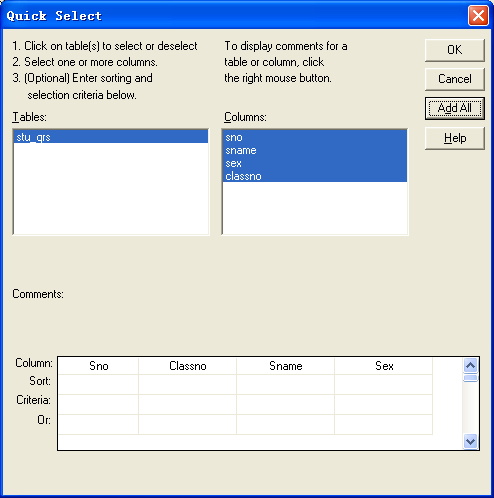 Quick Select
1. Click on table(s) to select or deselect
2. Select one or more columns.
3. (Optional) Enter sorting and
selection criteria below.
To display comments for a
table or column, click
the right mouse button.
OK
Cancel
Add All
Help
Tables:
stu_grs
Columns:
sno
sname
sex
classno
Comments:
Column: Sno Classno Sname Sex
Sort:
Criteria:
Or: